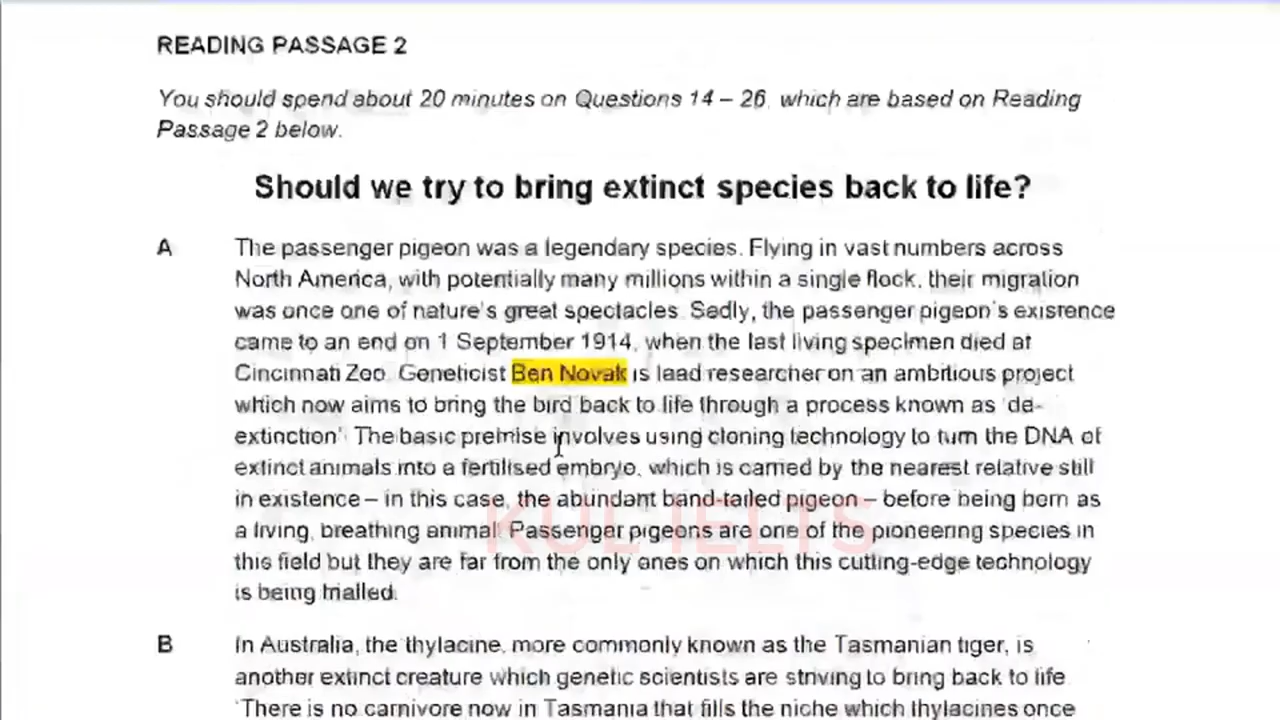 READING PASSAGE 2
You should spend about 20 minutes on Questions 14 – 26, which are based on Reading
Passage 2 below.
Should we try to bring extinct species back to life?
A The passenger pigeon was a legendary species. Flying in vast numbers across
North America, with potentially many millions within a single flock, their migration
was once one of nature's great spectacles. Sadly, the passenger pigeon's existence
came to an end on 1 September 1914, when the last living specimen died at
Cincinnati Zoo. Geneticist Ben Novak is lead researcher on an ambitious project
which now aims to bring the bird back to life through a process known as 'de-
extinction'. The basic premise involves using cloning technology to turn the DNA of
extinct animals into a fertilised embryo, which is carried by the nearest relative still
in existence – in this case, the abundant band-tailed pigeon – before being born as
a living, breathing animal. Passenger pigeons are one of the pioneering species in
this field but they are far from the only ones on which this cutting-edge technology
is being trialled.
KUL IELTS
B In Australia, the thylacine, more commonly known as the Tasmanian tiger, is
another extinct creature which genetic scientists are striving to bring back to life.
'There is no carnivore now in Tasmania that fills the niche which thylacines once